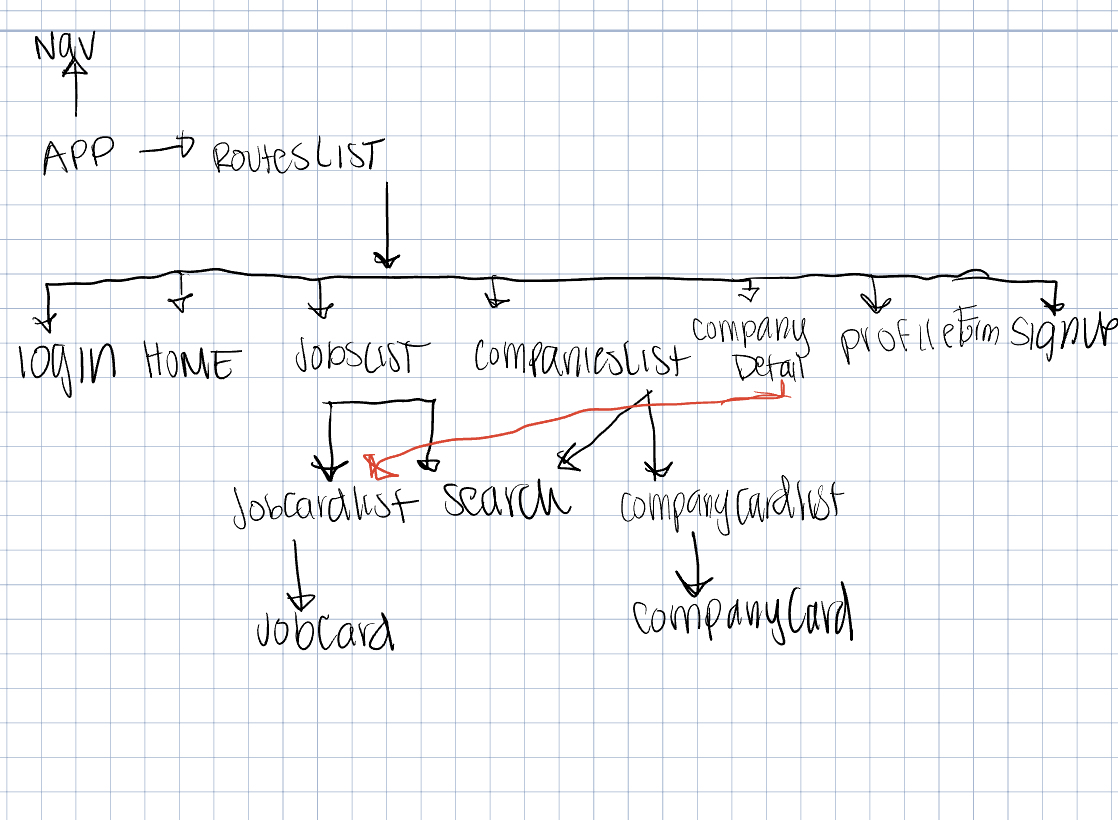 Nav
APP
ROUTESLIST
login
HOME
JOBSLIST
COMPANIESLIST
company
Detail
profileForm
signup
Jobcardlist
search
companyCardlist
JobCard
companyCard